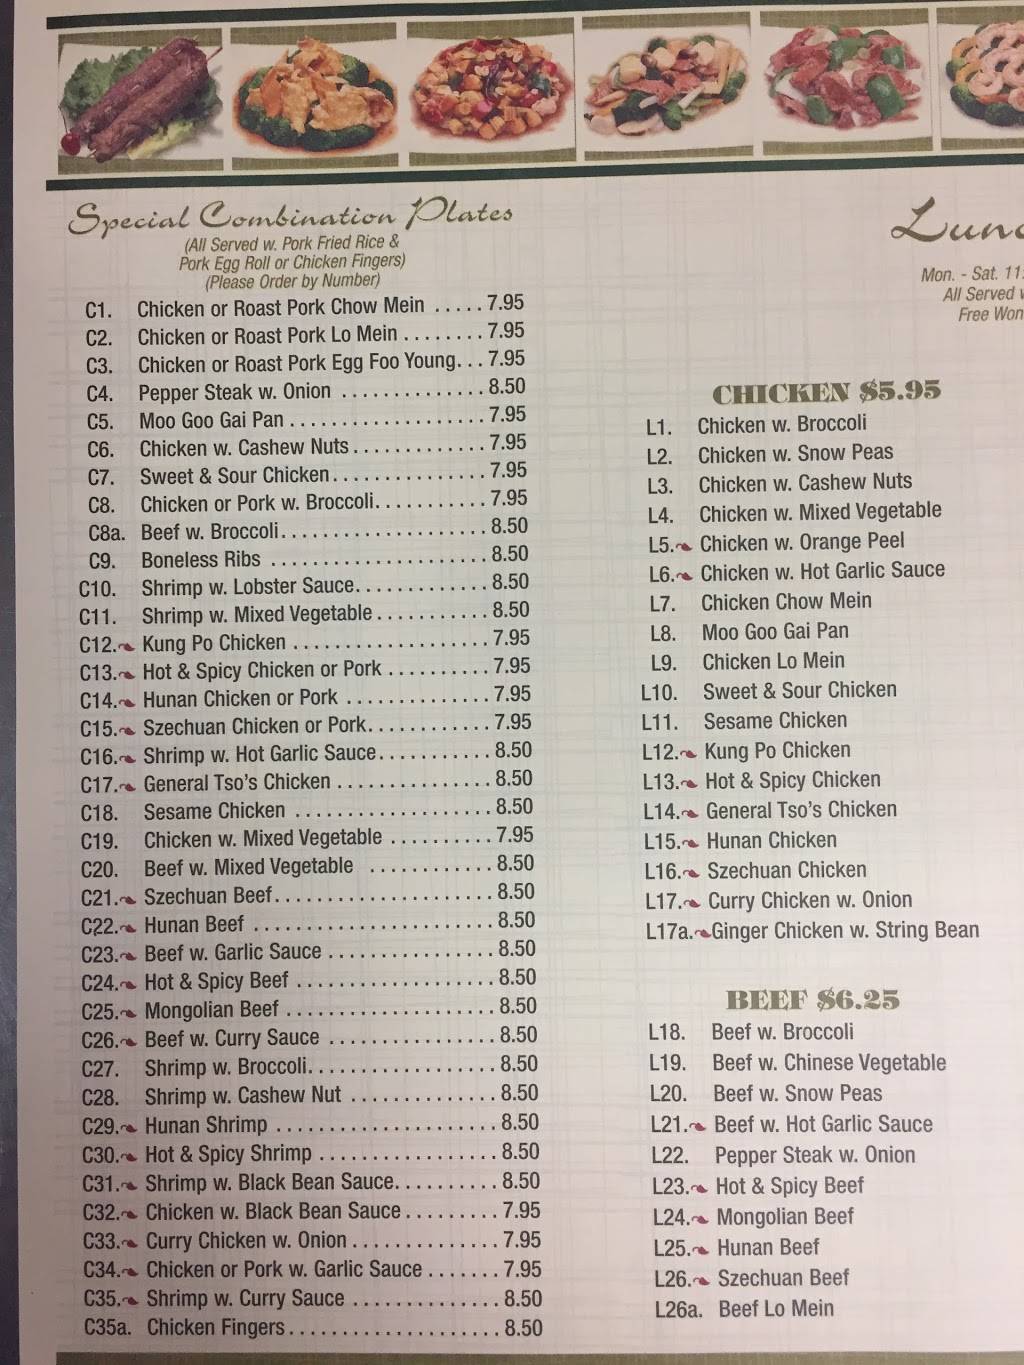 Special Combination Plates
(All Served w. Pork Fried Rice &
Pork Egg Roll or Chicken Fingers)
(Please Order by Number)
C1. Chicken or Roast Pork Chow Mein ..... 7.95
C2. Chicken or Roast Pork Lo Mein ........ 7.95
C3. Chicken or Roast Pork Egg Foo Young... 7.95
C4. Pepper Steak w. Onion .............. 8.50
C5. Moo Goo Gai Pan .................... 7.95
C6. Chicken w. Cashew Nuts ............. 7.95
C7. Sweet & Sour Chicken ............... 7.95
C8. Chicken or Pork w. Broccoli........... 7.95
C8a. Beef w. Broccoli.................... 8.50
C9. Boneless Ribs ...................... 8.50
C10. Shrimp w. Lobster Sauce............. 8.50
C11. Shrimp w. Mixed Vegetable ........... 8.50
C12. Kung Po Chicken .................... 7.95
C13. Hot & Spicy Chicken or Pork .......... 7.95
C14. Hunan Chicken or Pork .............. 7.95
C15. Szechuan Chicken or Pork............ 7.95
C16. Shrimp w. Hot Garlic Sauce........... 8.50
C17. General Tso's Chicken ............... 8.50
C18. Sesame Chicken ................... 8.50
C19. Chicken w. Mixed Vegetable .......... 7.95
C20. Beef w. Mixed Vegetable ............ 8.50
C21. Szechuan Beef...................... 8.50
C22. Hunan Beef ........................ 8.50
C23. Beef w. Garlic Sauce ................ 8.50
C24. Hot & Spicy Beef .................... 8.50
C25. Mongolian Beef ..................... 8.50
C26. Beef w. Curry Sauce ................. 8.50
C27. Shrimp w. Broccoli................... 8.50
C28. Shrimp w. Cashew Nut ............... 8.50
C29. Hunan Shrimp ...................... 8.50
C30. Hot & Spicy Shrimp .................. 8.50
C31. Shrimp w. Black Bean Sauce.......... 8.50
C32. Chicken w. Black Bean Sauce ......... 7.95
C33. Curry Chicken w. Onion ............... 7.95
C34. Chicken or Pork w. Garlic Sauce ....... 7.95
C35. Shrimp w. Curry Sauce ............... 8.50
C35a. Chicken Fingers ..................... 8.50
Mon. - Sat. 11:
All Served
Free
CHICKEN $5.95
L1. Chicken w. Broccoli
L2. Chicken w. Snow Peas
L3. Chicken w. Cashew Nuts
L4. Chicken w. Mixed Vegetable
L5. Chicken w. Orange Peel
L6. Chicken w. Hot Garlic Sauce
L7. Chicken Chow Mein
L8. Moo Goo Gai Pan
L9. Chicken Lo Mein
L10. Sweet & Sour Chicken
L11. Sesame Chicken
L12. Kung Po Chicken
L13. Hot & Spicy Chicken
L14. General Tso's Chicken
L15. Hunan Chicken
L16. Szechuan Chicken
L17. Curry Chicken w. Onion
L17a. Ginger Chicken w. String Bean
BEEF $6.25
L18. Beef w. Broccoli
L19. Beef w. Chinese Vegetable
L20. Beef w. Snow Peas
L21. Beef w. Hot Garlic Sauce
L22. Pepper Steak w. Onion
L23. Hot & Spicy Beef
L24. Mongolian Beef
L25. Hunan Beef
L26. Szechuan Beef
L26a. Beef Lo Mein